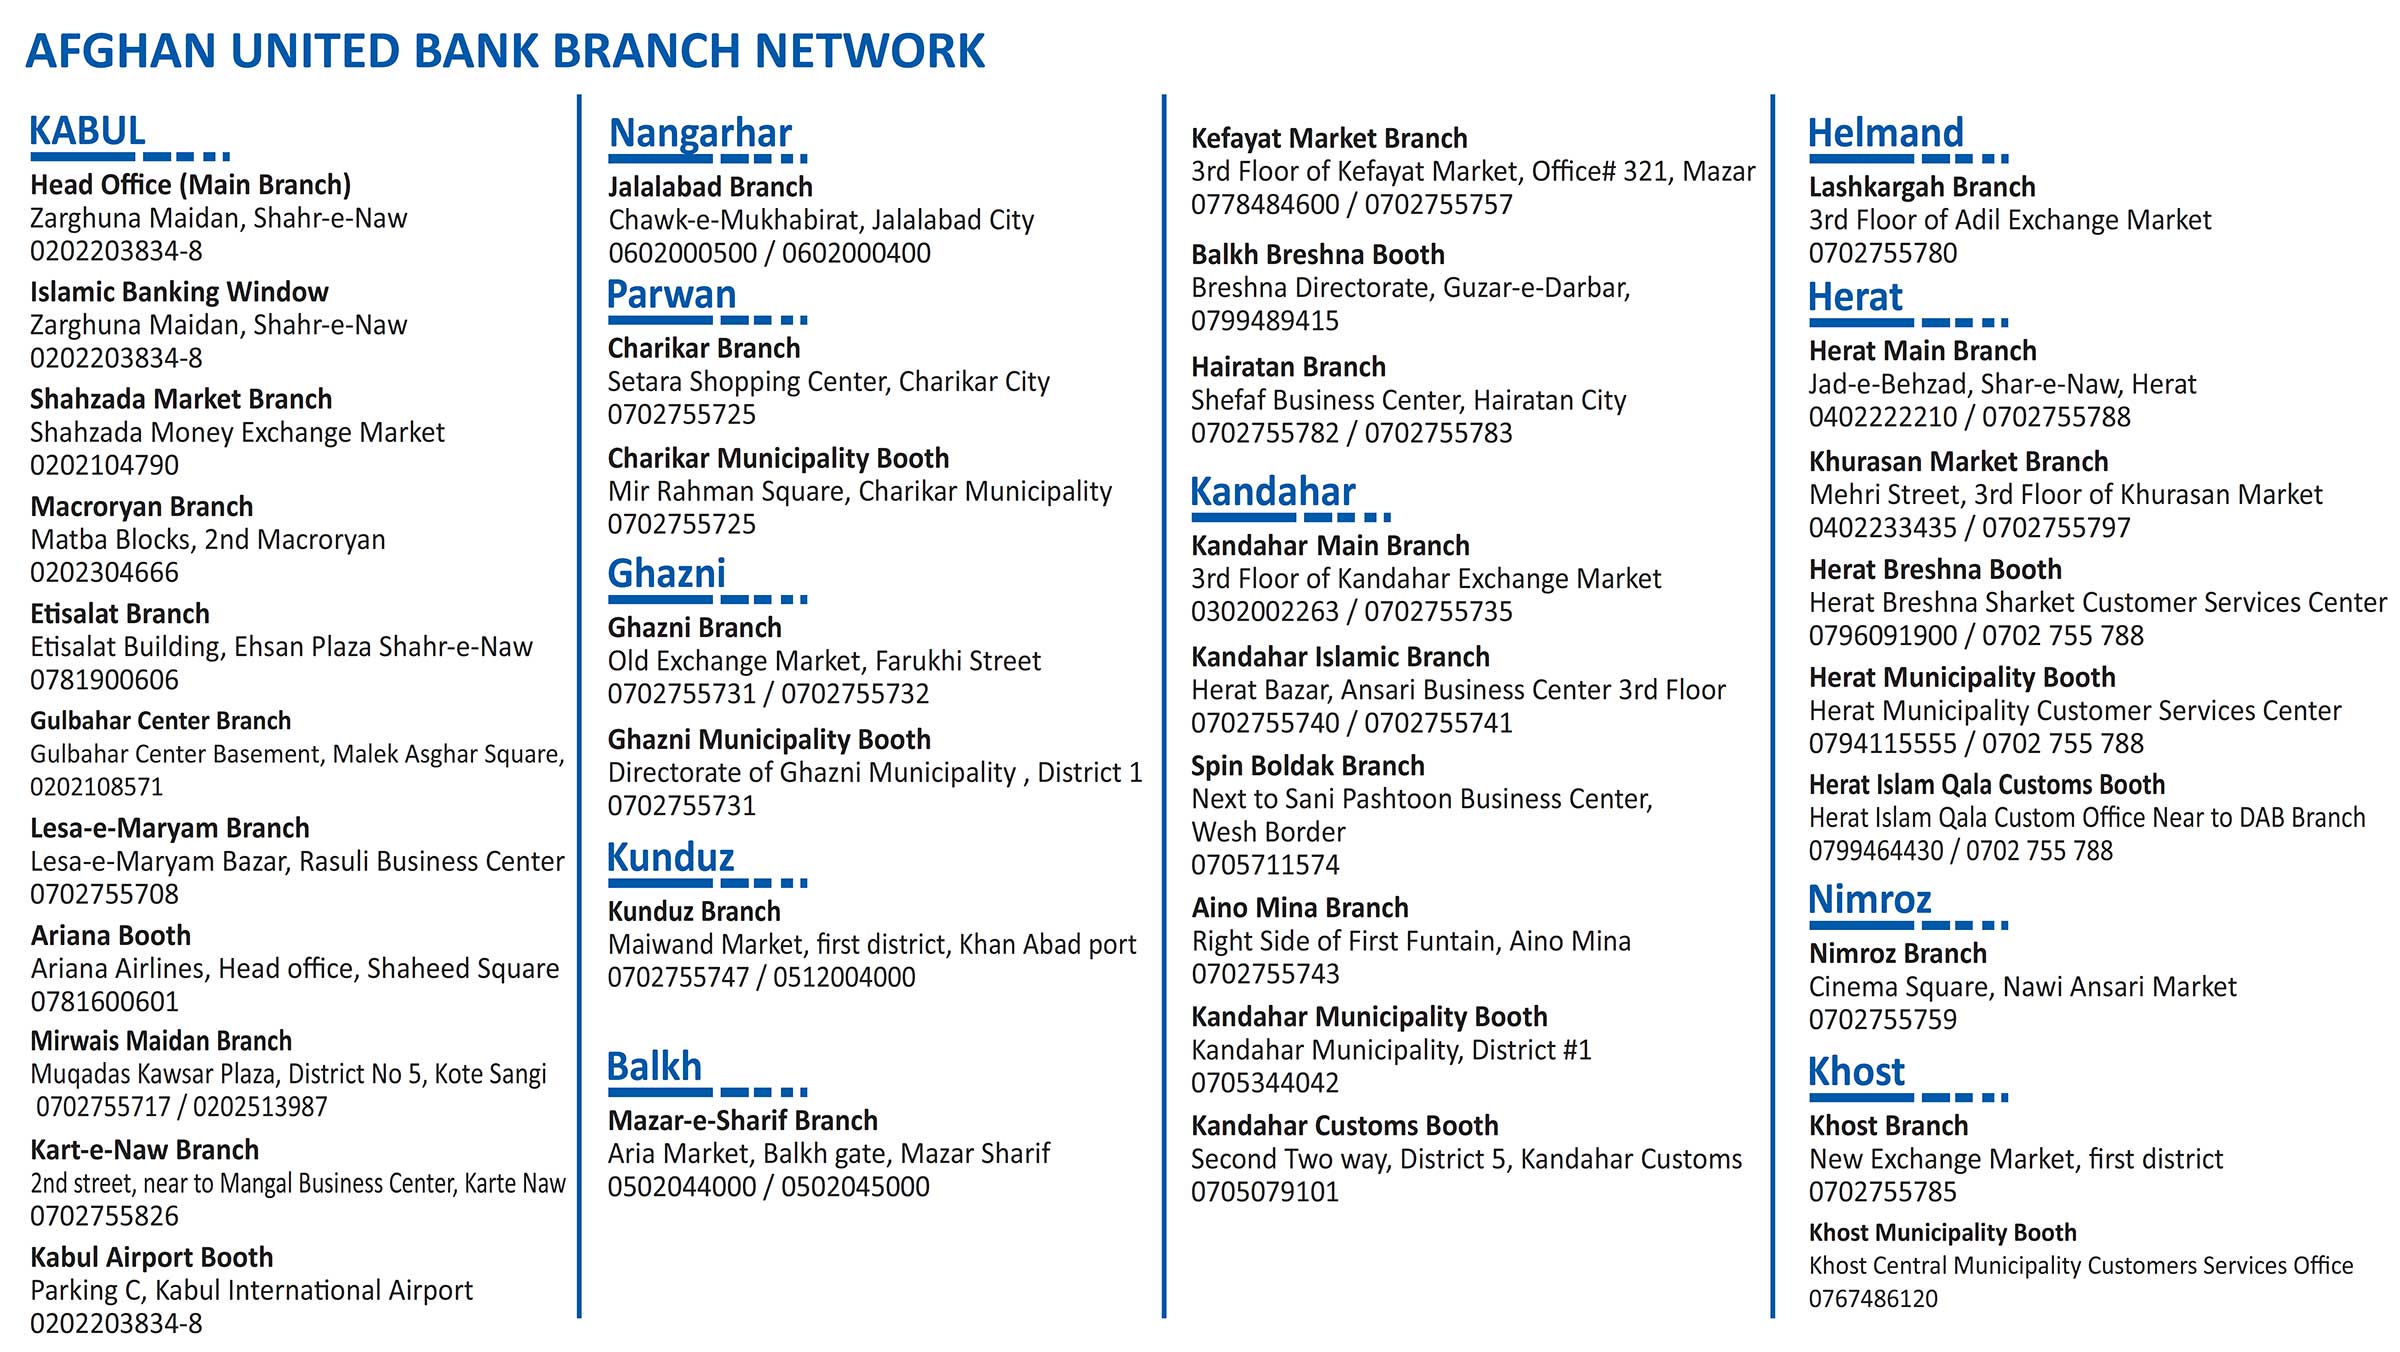 AFGHAN UNITED BANK BRANCH NETWORK
KABUL
Head Office (Main Branch)
Zarghuna Maidan, Shahr-e-Naw
0202203834-8
Islamic Banking Window
Zarghuna Maidan, Shahr-e-Naw
0202203834-8
Shahzada Market Branch
Shahzada Money Exchange Market
0202104790
Macroryan Branch
Matba Blocks, 2nd Macroryan
0202304666
Etisalat Branch
Etisalat Building, Ehsan Plaza Shahr-e-Naw
0781900606
Gulbahar Center Branch
Gulbahar Center Basement, Malek Asghar Square,
0202108571
Lesa-e-Maryam Branch
Lesa-e-Maryam Bazar, Rasuli Business Center
0702755708
Ariana Booth
Ariana Airlines, Head office, Shaheed Square
0781600601
Mirwais Maidan Branch
Muqadas Kawsar Plaza, District No 5, Kote Sangi
0702755717 / 0202513987
Kart-e-Naw Branch
2nd street, near to Mangal Business Center, Karte Naw
0702755826
Kabul Airport Booth
Parking C, Kabul International Airport
0202203834-8
Nangarhar
Jalalabad Branch
Chawk-e-Mukhabirat, Jalalabad City
0602000500 / 0602000400
Parwan
Charikar Branch
Setara Shopping Center, Charikar City
0702755725
Charikar Municipality Booth
Mir Rahman Square, Charikar Municipality
0702755725
Ghazni
Ghazni Branch
Old Exchange Market, Farukhi Street
0702755731 / 0702755732
Ghazni Municipality Booth
Directorate of Ghazni Municipality , District 1
0702755731
Kunduz
Kunduz Branch
Maiwand Market, first district, Khan Abad port
0702755747 / 0512004000
Balkh
Mazar-e-Sharif Branch
Aria Market, Balkh gate, Mazar Sharif
0502044000 / 0502045000
Kefayat Market Branch
3rd Floor of Kefayat Market, Office# 321, Mazar
0778484600 / 0702755757
Balkh Breshna Booth
Breshna Directorate, Guzar-e-Darbar,
0799489415
Hairatan Branch
Shefaf Business Center, Hairatan City
0702755782 / 0702755783
Kandahar
Kandahar Main Branch
3rd Floor of Kandahar Exchange Market
0302002263 / 0702755735
Kandahar Islamic Branch
Herat Bazar, Ansari Business Center 3rd Floor
0702755740 / 0702755741
Spin Boldak Branch
Next to Sani Pashtoon Business Center,
Wesh Border
0705711574
Aino Mina Branch
Right Side of First Funtain, Aino Mina
0702755743
Kandahar Municipality Booth
Kandahar Municipality, District #1
0705344042
Kandahar Customs Booth
Second Two way, District 5, Kandahar Customs
0705079101
Helmand
Lashkargah Branch
3rd Floor of Adil Exchange Market
0702755780
Herat
Herat Main Branch
Jad-e-Behzad, Shar-e-Naw, Herat
0402222210 / 0702755788
Khurasan Market Branch
Mehri Street, 3rd Floor of Khurasan Market
0402233435 / 0702755797
Herat Breshna Booth
Herat Breshna Sharket Customer Services Center
0796091900 / 0702 755 788
Herat Municipality Booth
Herat Municipality Customer Services Center
0794115555 / 0702 755 788
Herat Islam Qala Customs Booth
Herat Islam Qala Custom Office Near to DAB Branch
0799464430 / 0702 755 788
Nimroz
Nimroz Branch
Cinema Square, Nawi Ansari Market
0702755759
Khost
Khost Branch
New Exchange Market, first district
0702755785
Khost Municipality Booth
Khost Central Municipality Customers Services Office
0767486120